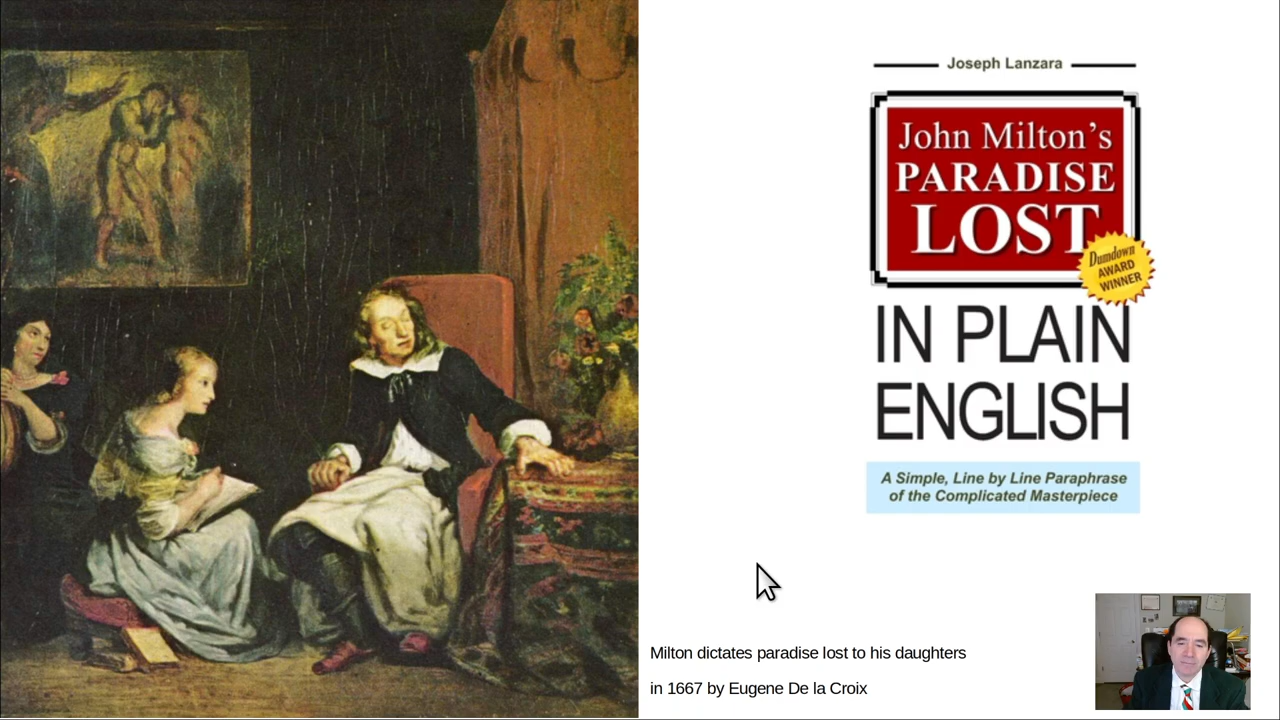 Joseph Lanzara
John Milton's
PARADISE
LOST
Dumdown
AWARD
WINNER
IN PLAIN
ENGLISH
A Simple, Line by Line Paraphrase
of the Complicated Masterpiece
Milton dictates paradise lost to his daughters
in 1667 by Eugene De la Croix